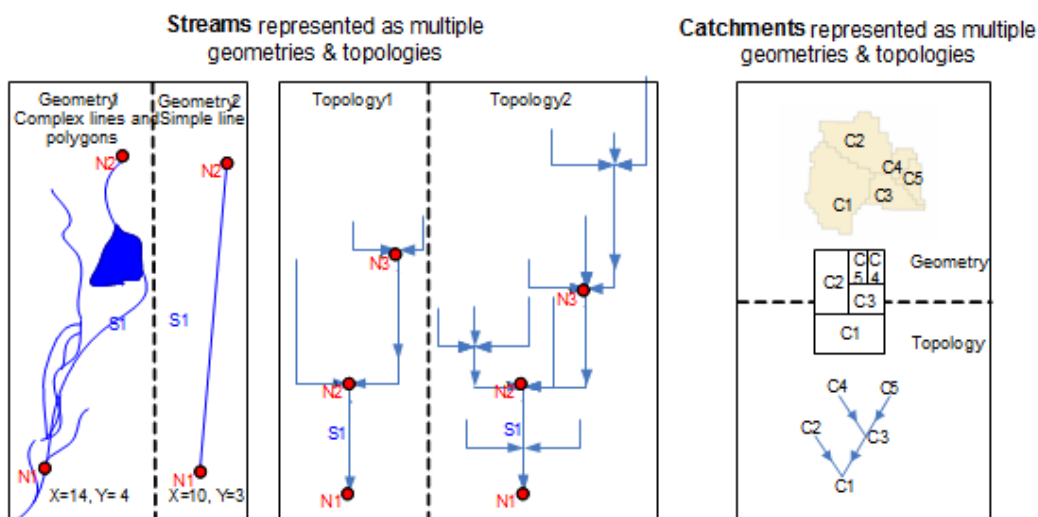 Streams represented as multiple
geometries & topologies
Catchments represented as multiple
geometries & topologies
Geometry1
Complex lines and
polygons
N2
S1
N1
X=14, Y= 4
Geometry2
Simple line
N2
S1
N1
X=10, Y=3
Topology1
N3
N2
S1
N1
Topology2
N3
N2
S1
N1
C2
C4
C5
C3
C1
C2
C5
C4
C3
C1
Geometry
Topology
C4
C5
C2
C3
C1